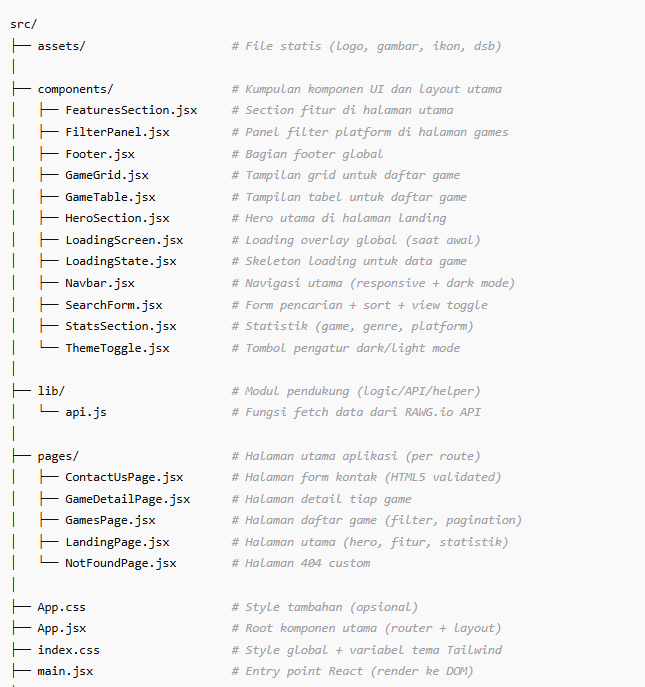 src/
├── assets/ # File statis (logo, gambar, ikon, dsb)
│
├── components/ # Kumpulan komponen UI dan layout utama
│ ├── FeaturesSection.jsx # Section fitur di halaman utama
│ ├── FilterPanel.jsx # Panel filter platform di halaman games
│ ├── Footer.jsx # Bagian footer global
│ ├── GameGrid.jsx # Tampilan grid untuk daftar game
│ ├── GameTable.jsx # Tampilan tabel untuk daftar game
│ ├── HeroSection.jsx # Hero utama di halaman landing
│ ├── LoadingScreen.jsx # Loading overlay global (saat awal)
│ ├── LoadingState.jsx # Skeleton loading untuk data game
│ ├── Navbar.jsx # Navigasi utama (responsive + dark mode)
│ ├── SearchForm.jsx # Form pencarian + sort + view toggle
│ ├── StatsSection.jsx # Statistik (game, genre, platform)
│ └── ThemeToggle.jsx # Tombol pengatur dark/light mode
│
├── lib/ # Modul pendukung (logic/API/helper)
│ └── api.js # Fungsi fetch data dari RAWG.io API
│
├── pages/ # Halaman utama aplikasi (per route)
│ ├── ContactUsPage.jsx # Halaman form kontak (HTML5 validated)
│ ├── GameDetailPage.jsx # Halaman detail tiap game
│ ├── GamesPage.jsx # Halaman daftar game (filter, pagination)
│ ├── LandingPage.jsx # Halaman utama (hero, fitur, statistik)
│ └── NotFoundPage.jsx # Halaman 404 custom
│
├── App.css # Style tambahan (opsional)
├── App.jsx # Root komponen utama (router + layout)
├── index.css # Style global + variabel tema Tailwind
├── main.jsx # Entry point React (render ke DOM)